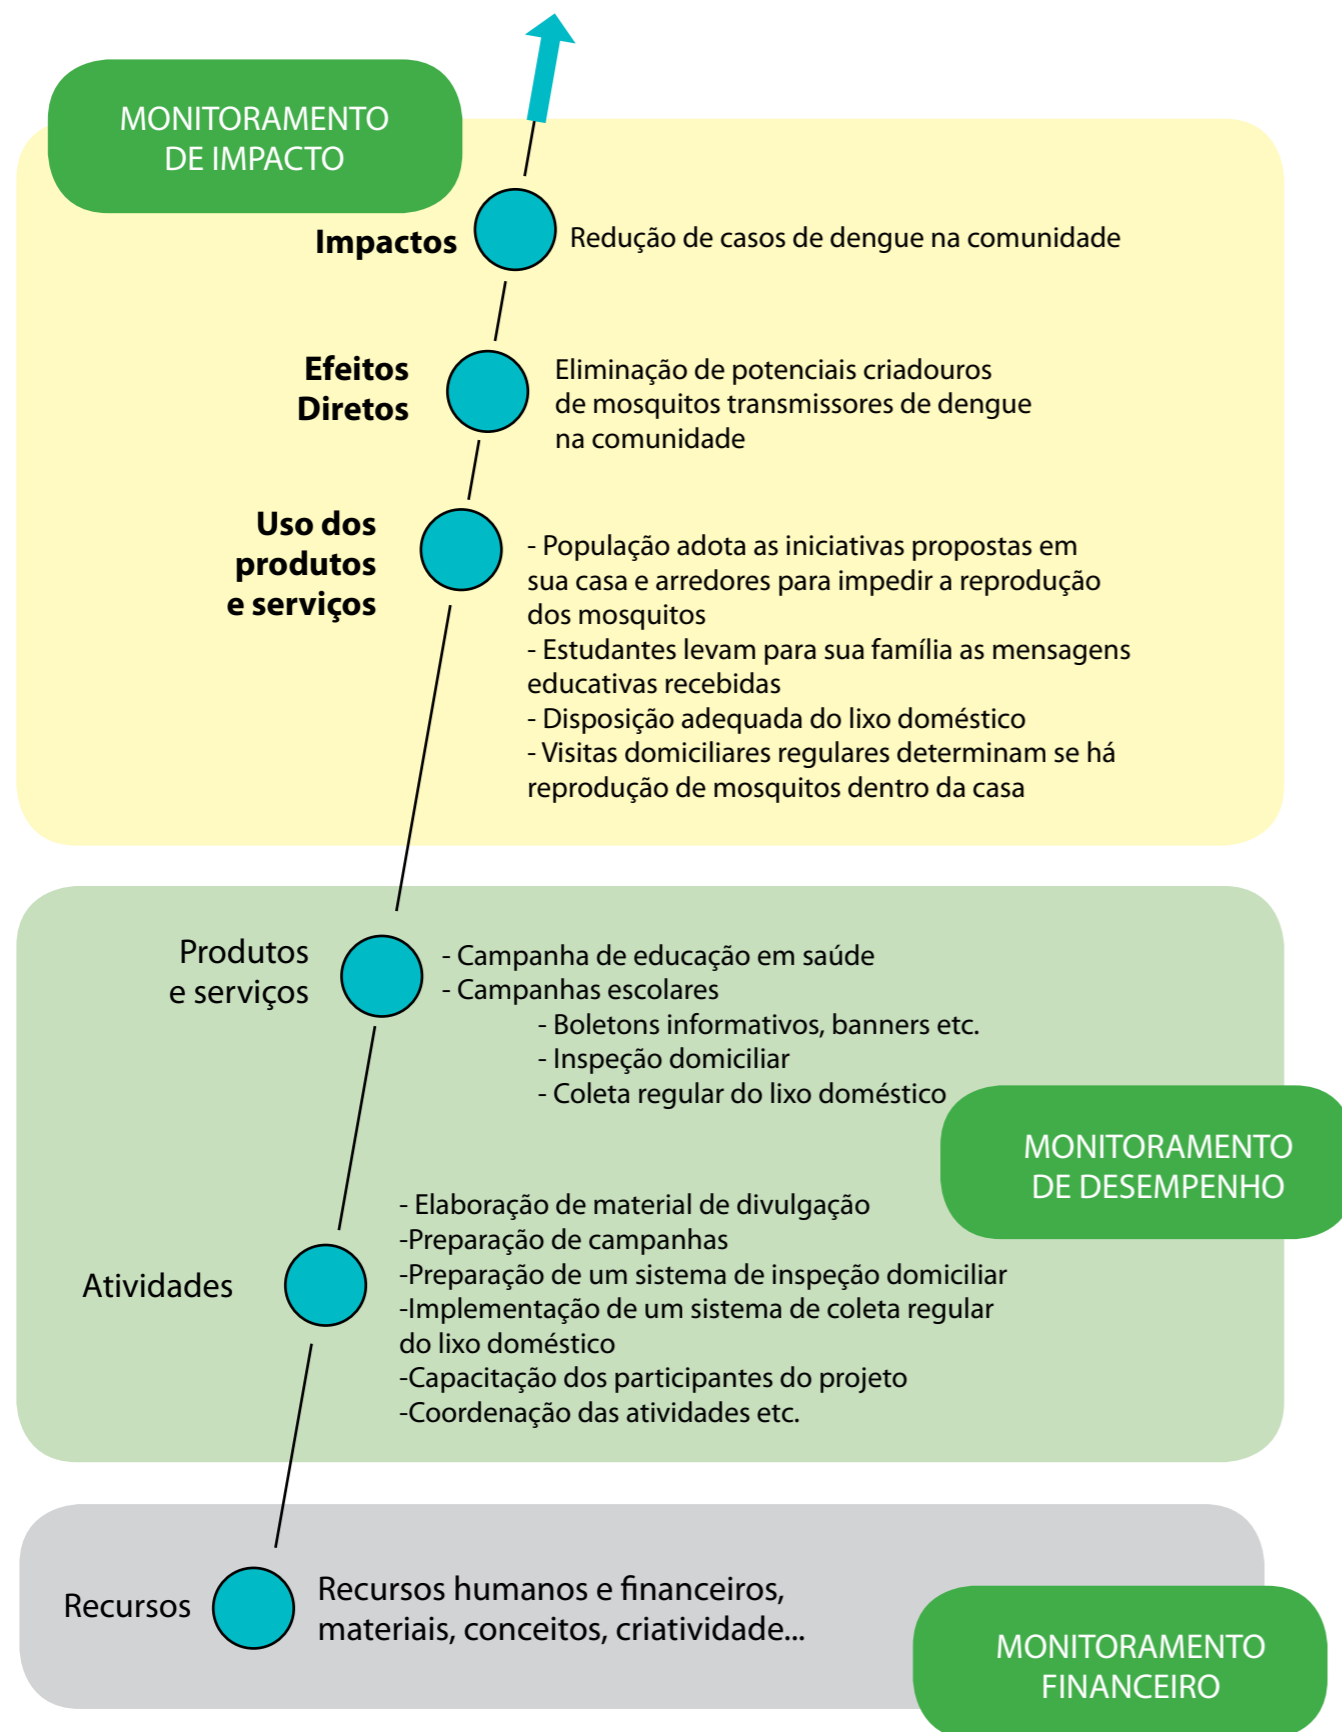 MONITORAMENTO
DE IMPACTO
Impactos
Redução de casos de dengue na comunidade
Efeitos
Diretos
Eliminação de potenciais criadouros
de mosquitos transmissores de dengue
na comunidade
Uso dos
produtos
e serviços
- População adota as iniciativas propostas em
sua casa e arredores para impedir a reprodução
dos mosquitos
- Estudantes levam para sua família as mensagens
educativas recebidas
- Disposição adequada do lixo doméstico
- Visitas domiciliares regulares determinam se há
reprodução de mosquitos dentro da casa
Produtos
e serviços
- Campanha de educação em saúde
- Campanhas escolares
- Boletons informativos, banners etc.
- Inspeção domiciliar
- Coleta regular do lixo doméstico
MONITORAMENTO
DE DESEMPENHO
Atividades
- Elaboração de material de divulgação
-Preparação de campanhas
-Preparação de um sistema de inspeção domiciliar
-Implementação de um sistema de coleta regular
do lixo doméstico
-Capacitação dos participantes do projeto
-Coordenação das atividades etc.
Recursos
Recursos humanos e financeiros,
materiais, conceitos, criatividade...
MONITORAMENTO
FINANCEIRO